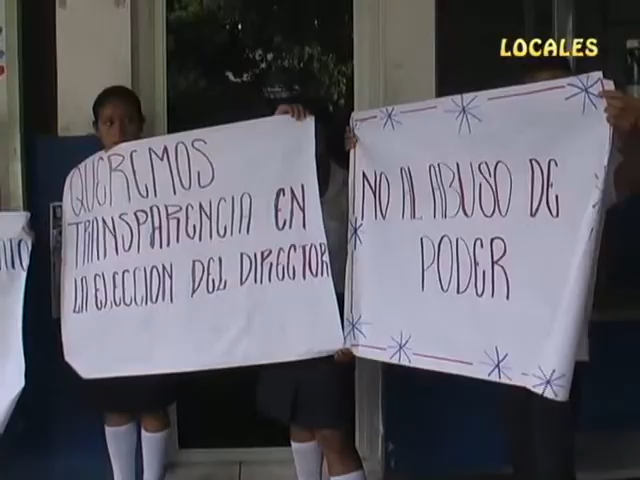 LOCALES
QUEREMOS
TRANSPARENCIA EN
LA ELECCION DEL DIRECTOR
NO AL ABUSO DE
PODER